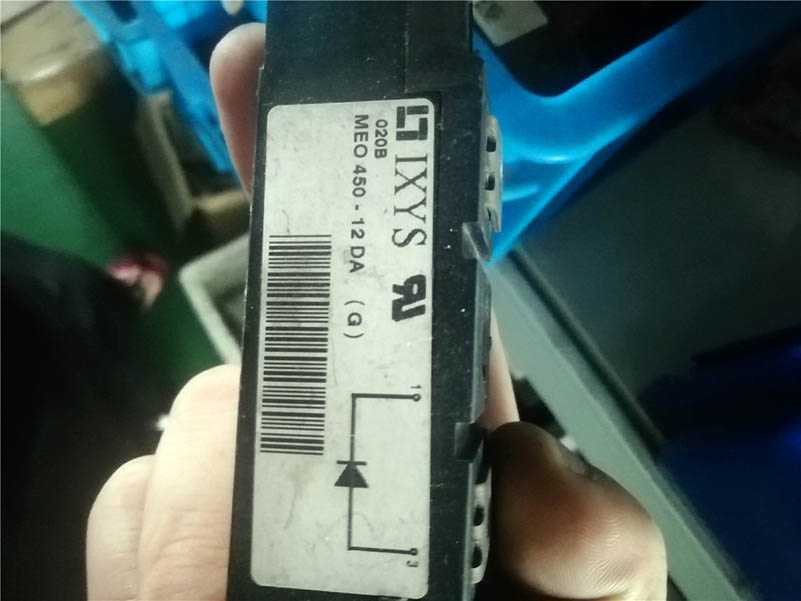 IXYS
020B
MEO 450 - 12 DA (G)
1
3